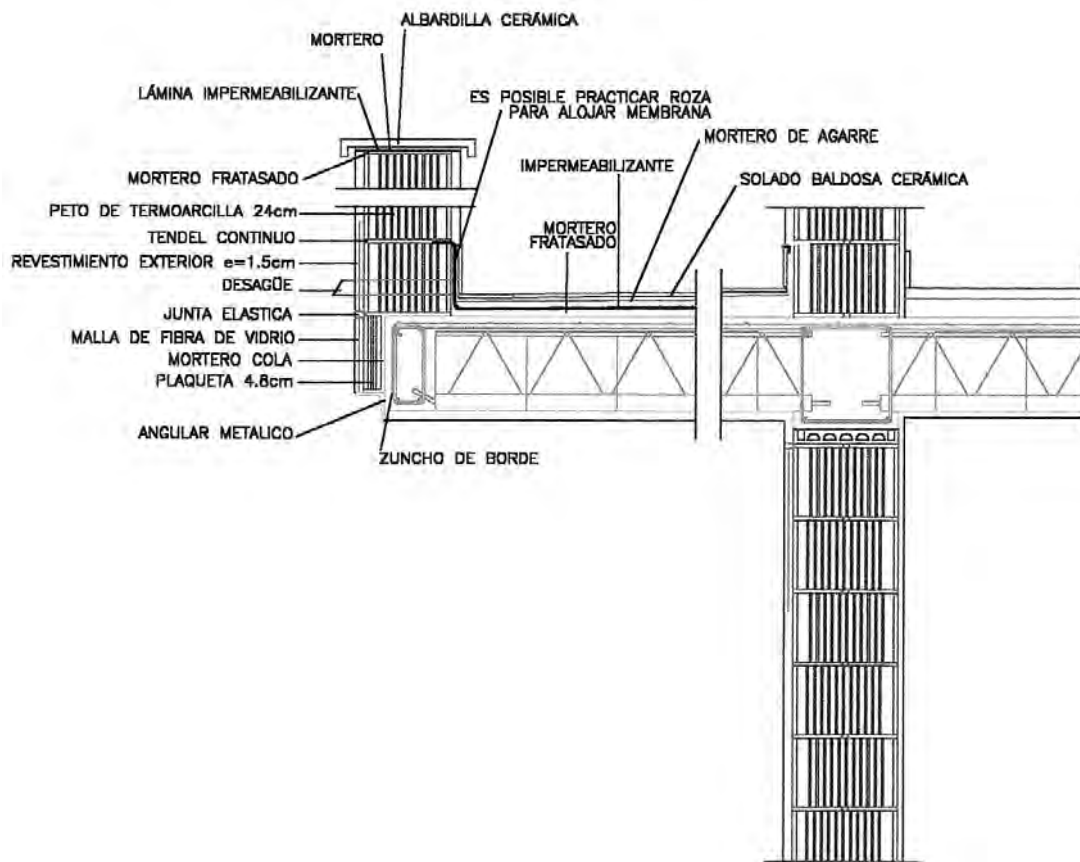 ALBARDILLA CERÁMICA
MORTERO
LÁMINA IMPERMEABILIZANTE
ES POSIBLE PRACTICAR ROZA
PARA ALOJAR MEMBRANA
MORTERO DE AGARRE
IMPERMEABILIZANTE
SOLADO BALDOSA CERÁMICA
MORTERO FRATASADO
PETO DE TERMOARCILLA 24cm
MORTERO
FRATASADO
TENDEL CONTINUO
REVESTIMIENTO EXTERIOR e=1.5cm
DESAGÜE
JUNTA ELASTICA
MALLA DE FIBRA DE VIDRIO
MORTERO COLA
PLAQUETA 4.8cm
ANGULAR METALICO
ZUNCHO DE BORDE